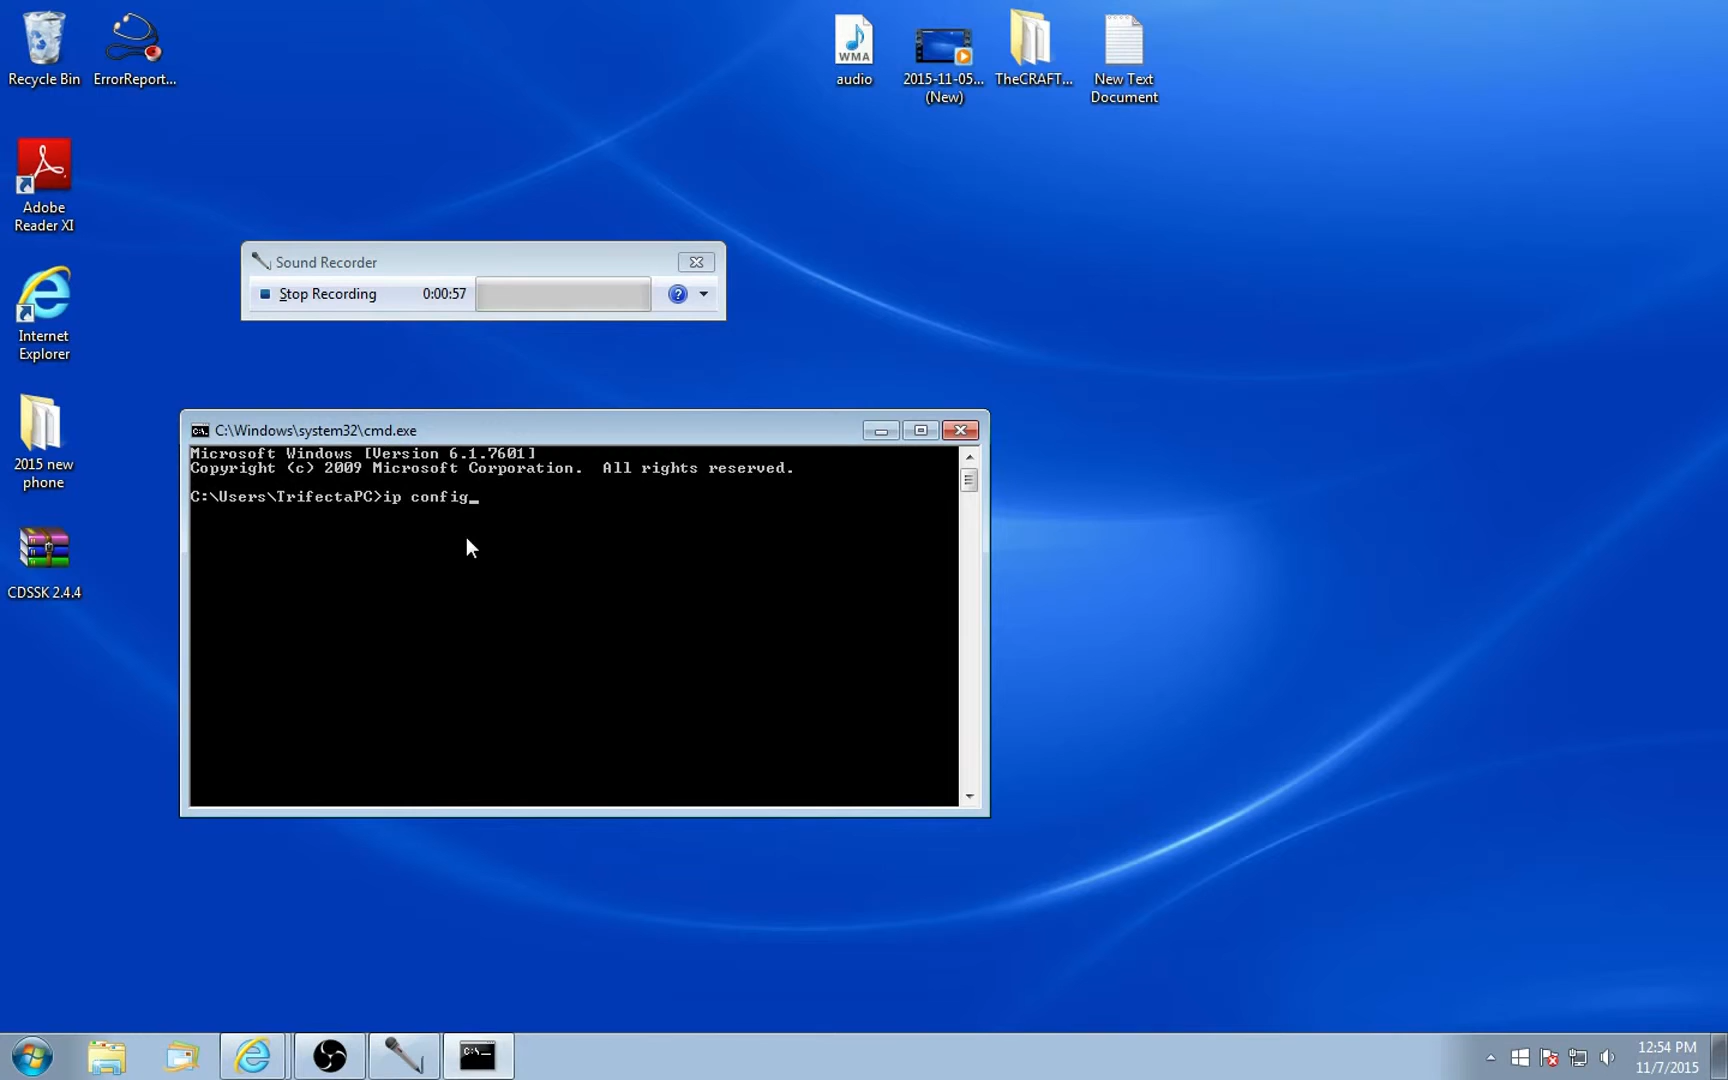 Recycle Bin
ErrorReport...
WMA
audio
2015-11-05...
(New)
TheCRAFT...
New Text
Document
Adobe
Reader XI
Internet
Explorer
2015 new
phone
CDSSK 2.4.4
Sound Recorder
Stop Recording
0:00:57
C:\Windows\system32\cmd.exe
Microsoft Windows [Version 6.1.7601]
Copyright (c) 2009 Microsoft Corporation.  All rights reserved.
C:\Users\TrifectaPC>ip config_
12:54 PM
11/7/2015